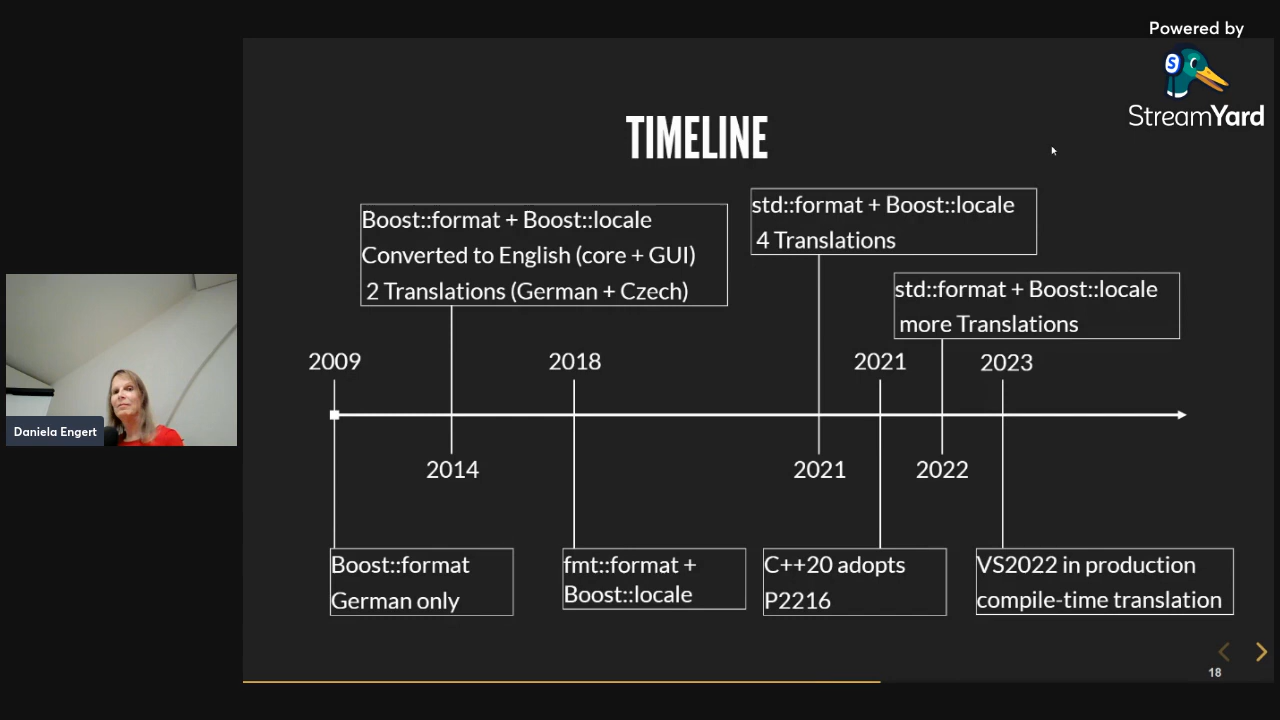 Powered by
StreamYard
TIMELINE
Boost::format + Boost::locale
Converted to English (core + GUI)
2 Translations (German + Czech)
std::format + Boost::locale
4 Translations
std::format + Boost::locale
more Translations
2009
2018
2021
2023
2014
2021
2022
Boost::format
German only
fmt::format +
Boost::locale
C++20 adopts
P2216
VS2022 in production
compile-time translation
Daniela Engert
18